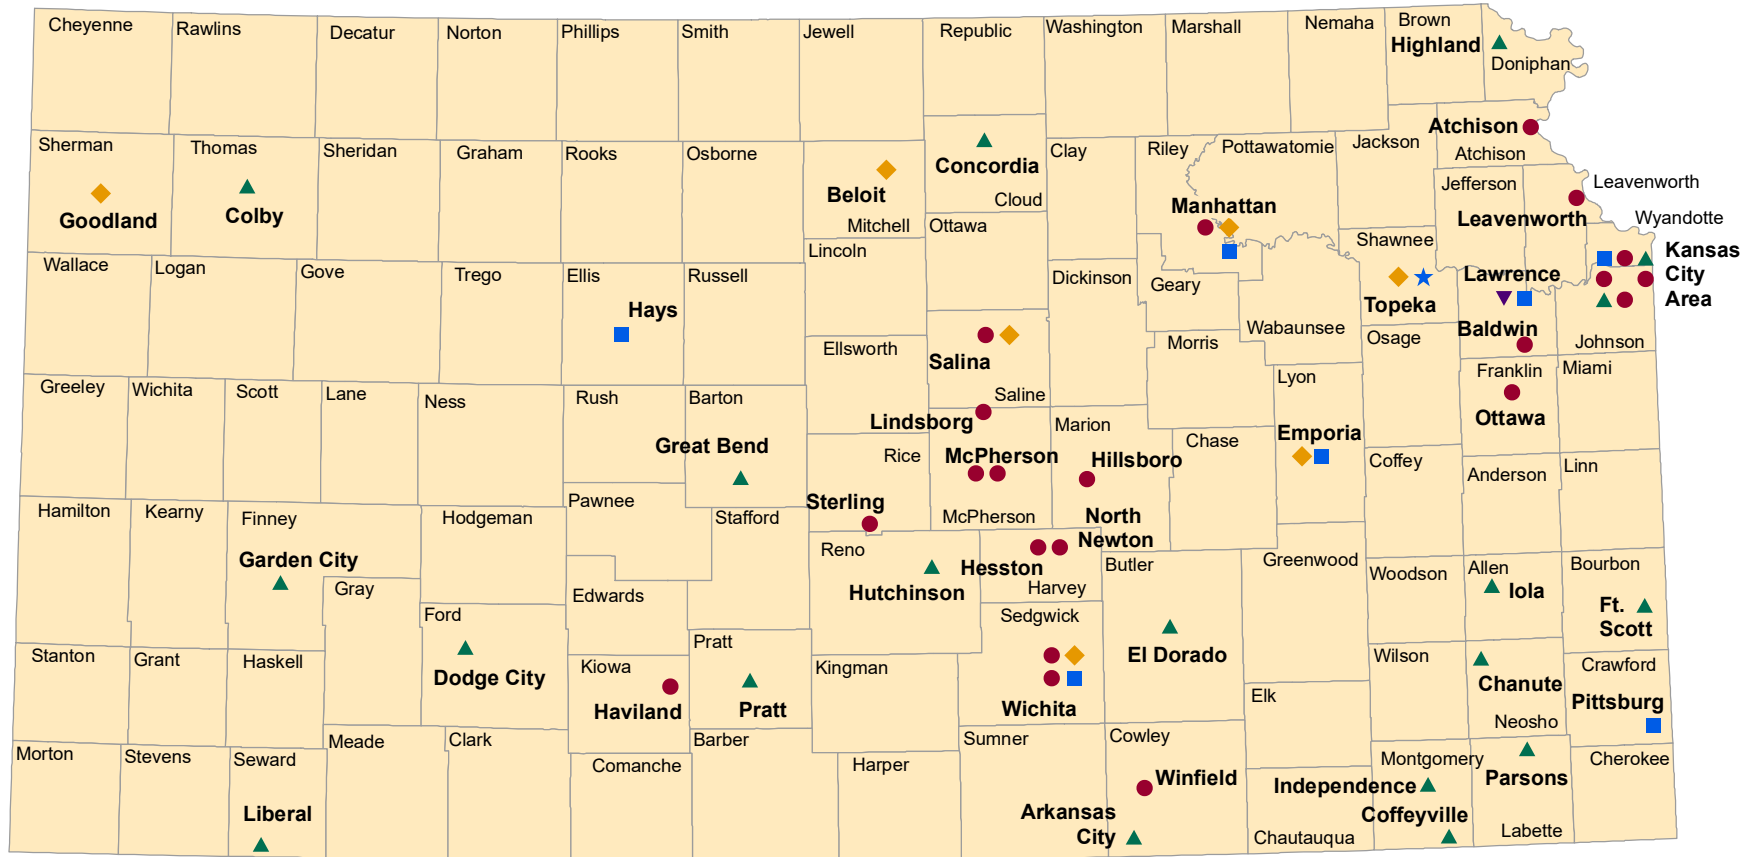 Cheyenne
Rawlins
Decatur
Norton
Phillips
Smith
Jewell
Republic
Washington
Marshall
Nemaha
Brown
Highland
Doniphan
Sherman
Goodland
Thomas
Colby
Sheridan
Graham
Rooks
Osborne
Beloit
Mitchell
Concordia
Cloud
Clay
Riley
Pottawatomie
Manhattan
Jackson
Atchison
Atchison
Jefferson
Leavenworth
Leavenworth
Wyandotte
Kansas
City
Area
Wallace
Logan
Gove
Trego
Ellis
Hays
Russell
Lincoln
Ottawa
Dickinson
Geary
Wabaunsee
Shawnee
Topeka
Lawrence
Baldwin
Johnson
Ellsworth
Salina
Saline
Morris
Osage
Franklin
Ottawa
Miami
Greeley
Wichita
Scott
Lane
Ness
Rush
Barton
Great Bend
Rice
Sterling
Lindsborg
McPherson
McPherson
Marion
Hillsboro
Chase
Lyon
Emporia
Coffey
Anderson
Linn
Hamilton
Kearny
Finney
Garden City
Hodgeman
Pawnee
Stafford
Reno
Hutchinson
North
Newton
Hesston
Harvey
Butler
El Dorado
Greenwood
Woodson
Allen
Iola
Bourbon
Ft.
Scott
Gray
Ford
Dodge City
Edwards
Stanton
Grant
Haskell
Kiowa
Haviland
Pratt
Pratt
Kingman
Sedgwick
Wichita
Elk
Wilson
Chanute
Neosho
Crawford
Pittsburg
Morton
Stevens
Seward
Liberal
Meade
Clark
Comanche
Barber
Harper
Sumner
Cowley
Winfield
Arkansas
City
Chautauqua
Montgomery
Independence
Coffeyville
Parsons
Labette
Cherokee